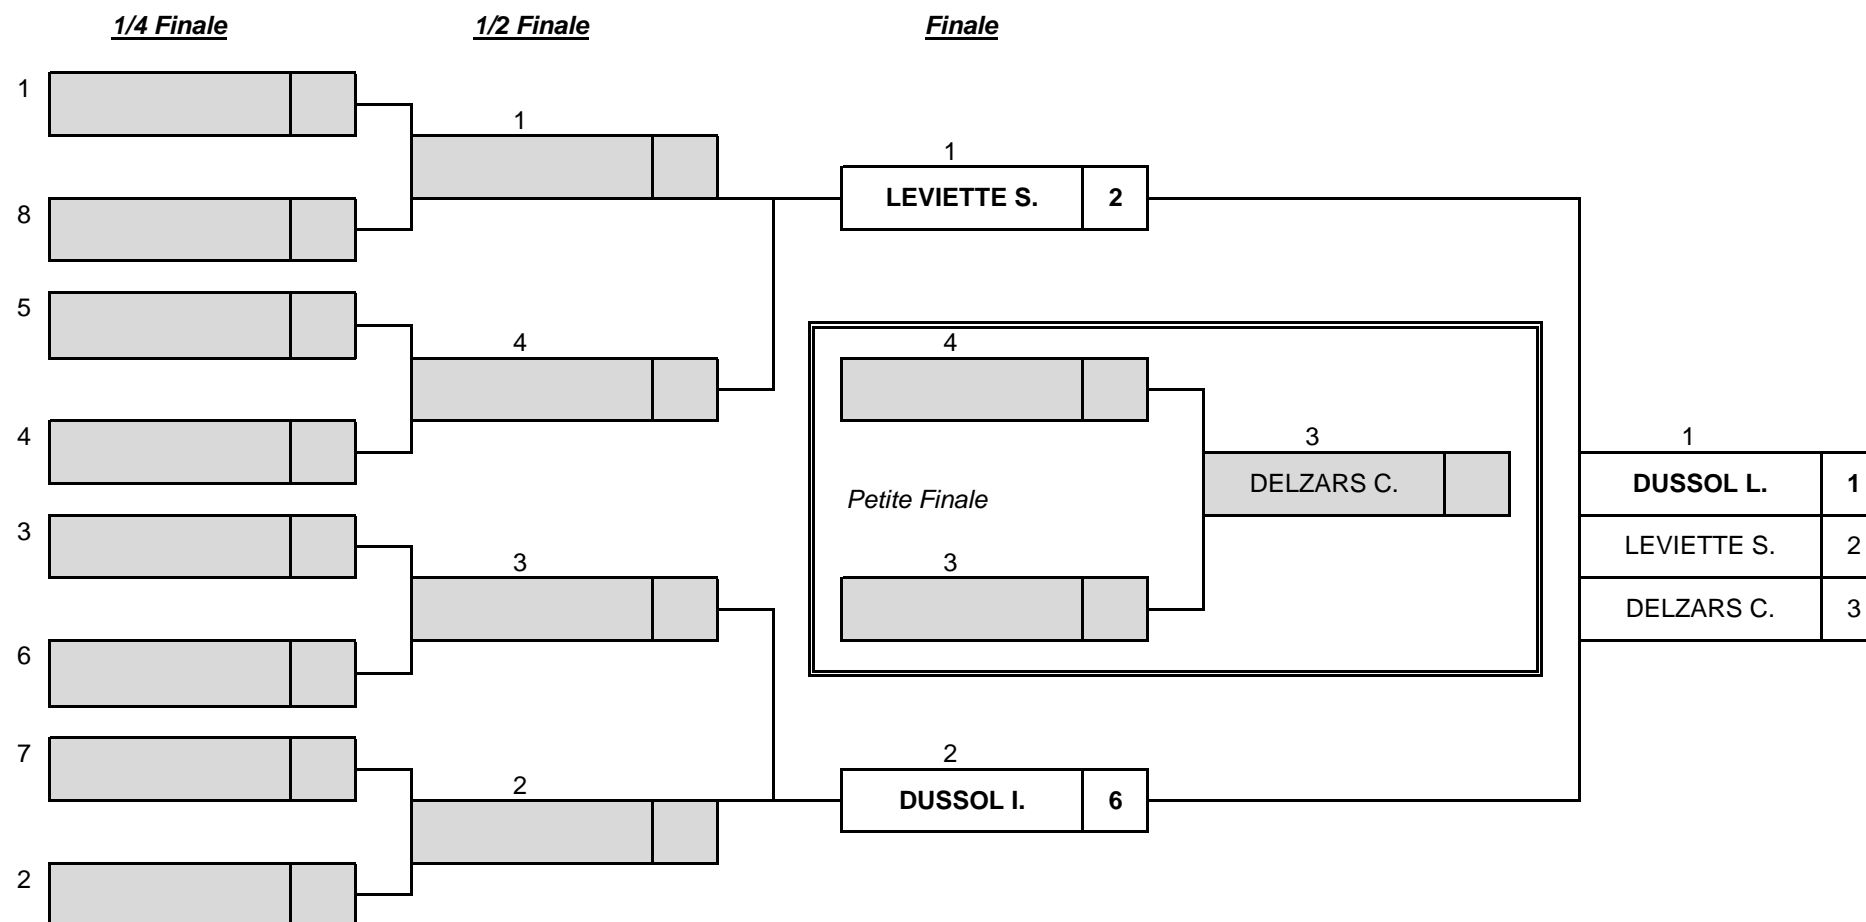 1/4 Finale 1/2 Finale Finale
1
1
1
LEVIETTE S. 2
8
5
4
4
4
3
1
DELZARS C.
DUSSOL L. 1
Petite Finale
3
LEVIETTE S. 2
3
3
DELZARS C. 3
6
7
2
2
DUSSOL I. 6
2